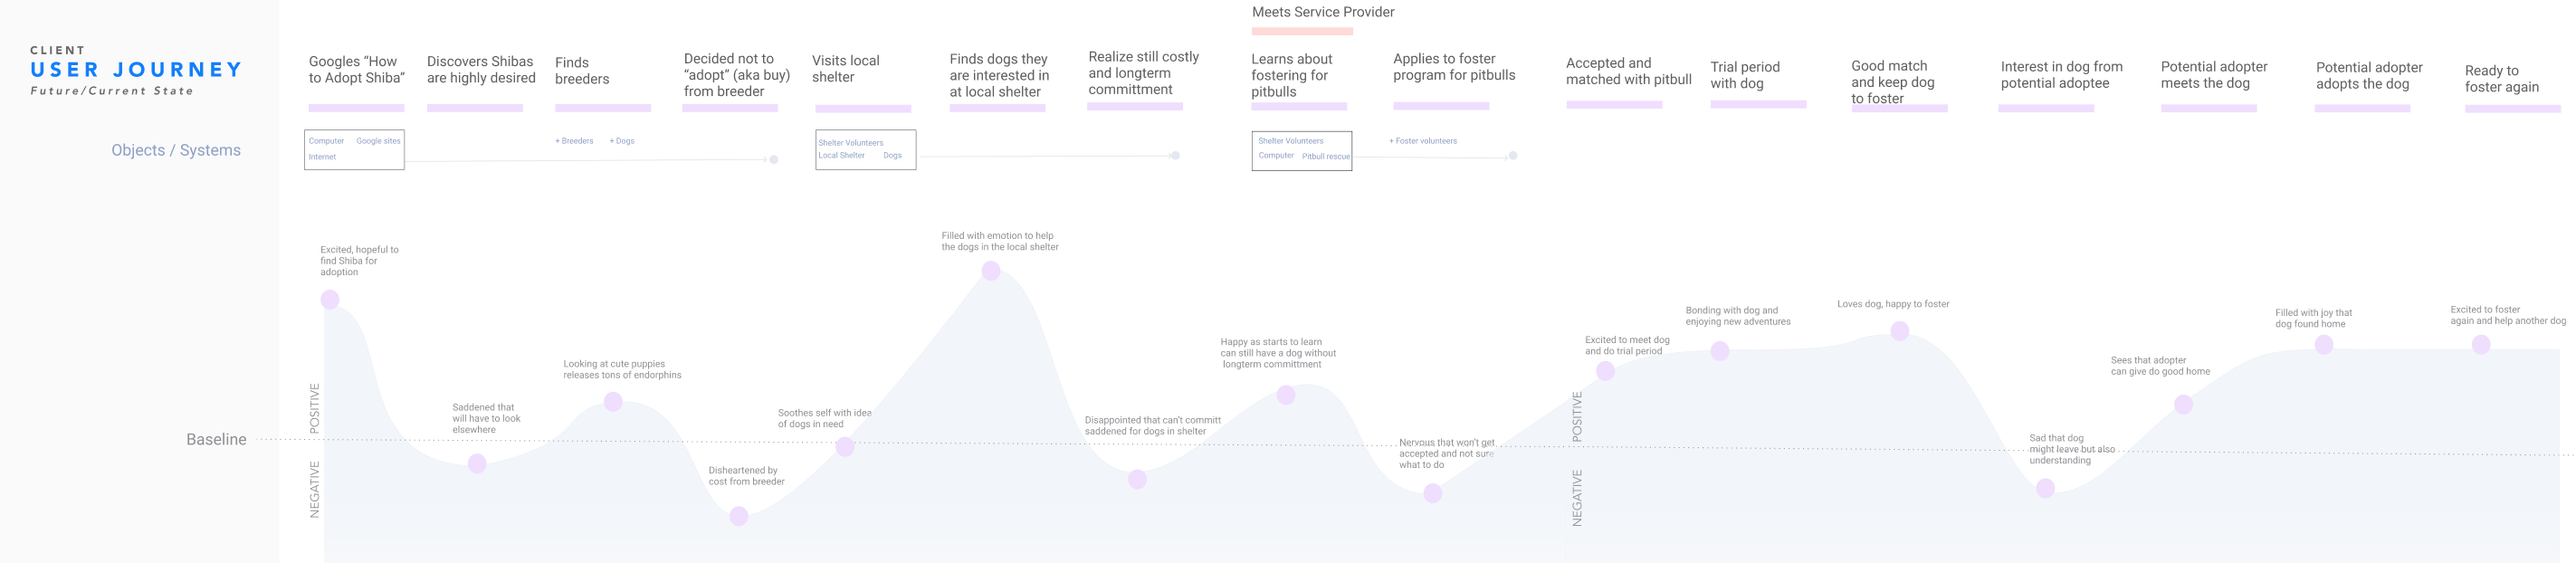 Meets Service Provider
CLIENT
USER JOURNEY
Future/Current State
Googles “How
to Adopt Shiba”
Discovers Shibas
are highly desired
Finds
breeders
Decided not to
“adopt” (aka buy)
from breeder
Visits local
shelter
Finds dogs they
are interested in
at local shelter
Realize still costly
and longterm
committment
Learns about
fostering for
pitbulls
Applies to foster
program for pitbulls
Accepted and
matched with pitbull
Trial period
with dog
Good match
and keep dog
to foster
Interest in dog from
potential adoptee
Potential adopter
meets the dog
Potential adopter
adopts the dog
Ready to
foster again
Objects / Systems
Computer Google sites
Internet
+ Breeders + Dogs
Shelter Volunteers
Local Shelter Dogs
Shelter Volunteers
Computer Pitbull rescue
+ Foster volunteers
Excited, hopeful to
find Shiba for
adoption
Saddened that
will have to look
elsewhere
Looking at cute puppies
releases tons of endorphins
Disheartened by
cost from breeder
Soothes self with idea
of dogs in need
Filled with emotion to help
the dogs in the local shelter
Disappointed that can't committ
saddened for dogs in shelter
Happy as starts to learn
can still have a dog without
longterm committment
Nervous that won't get
accepted and not sure
what to do
Excited to meet dog
and do trial period
Bonding with dog and
enjoying new adventures
Loves dog, happy to foster
Sad that dog
might leave but also
understanding
Sees that adopter
can give do good home
Filled with joy that
dog found home
Excited to foster
again and help another dog
Baseline
POSITIVE
NEGATIVE
POSITIVE
NEGATIVE